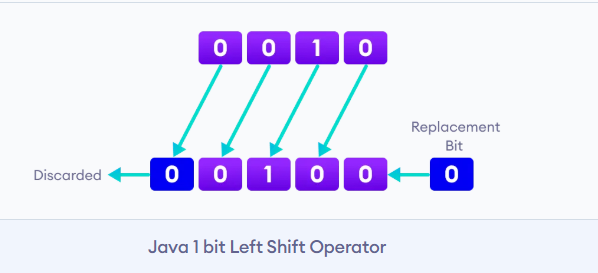 0 0 1 0
Replacement
Bit
Discarded 0 0 1 0 0 0
Java 1 bit Left Shift Operator